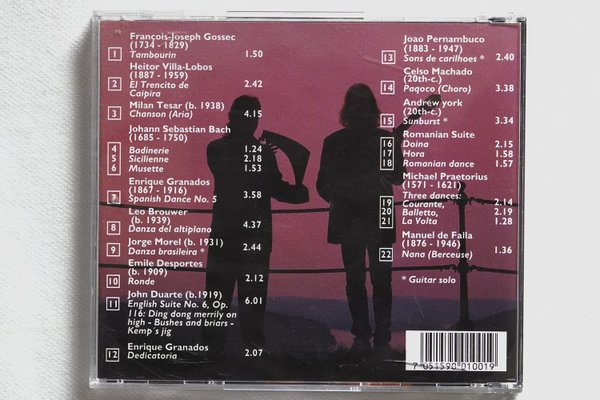 François-Joseph Gossec
(1734 - 1829)
1 Tambourin 1.50
Heitor Villa-Lobos
(1887 - 1959)
2 El Trencito de 2.42
Caipira
3 Milan Tesar (b. 1938)
Chanson (Aria) 4.15
Johann Sebastian Bach
(1685 - 1750)
4 Badinerie 1.24
5 Sicilienne 2.18
6 Musette 1.53
Enrique Granados
(1867 - 1916)
7 Spanish Dance No. 5 3.58
Leo Brouwer
(b. 1939)
8 Danza del altiplano 4.37
Jorge Morel (b. 1931)
9 Danza brasileira * 2.44
Emile Desportes
(b. 1909)
10 Ronde 2.12
John Duarte (b.1919)
11 English Suite No. 6, Op. 6.01
116: Ding dong merrily on
high - Bushes and briars -
Kemp´s jig
Enrique Granados
12 Dedicatoria 2.07
Joao Pernambuco
(1883 - 1947)
13 Sons de carilhoes * 2.40
Celso Machado
(20th-c.)
14 Paqoco (Choro) 3.38
Andrew york
(20th-c.)
15 Sunburst * 3.34
Romanian Suite
16 Doina 2.15
17 Hora 1.58
18 Romanian dance 1.57
Michael Praetorius
(1571 - 1621)
Three dances:
19 Courante, 2.14
20 Balletto, 2.19
21 La Volta 1.28
Manuel de Falla
(1876 - 1946)
22 Nana (Berceuse) 1.36
* Guitar solo
7 051590 010019